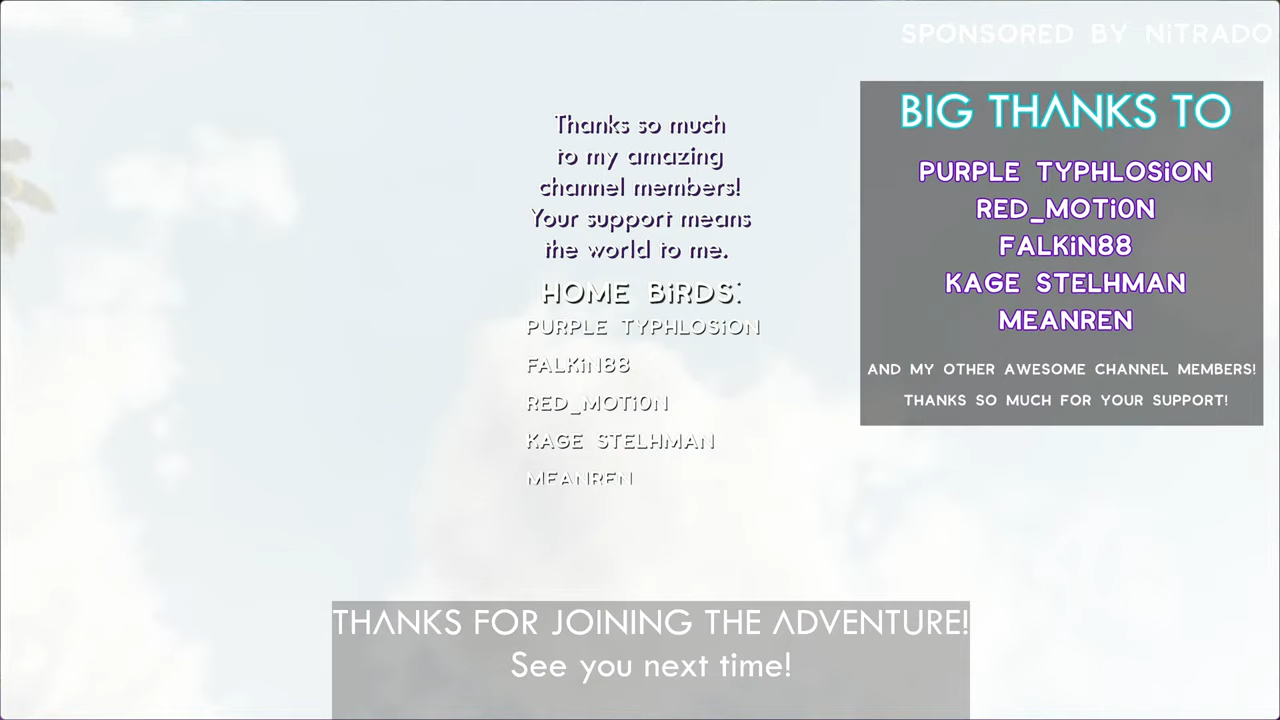 SPONSORED BY NiTRADO
Thanks so much
to my amazing
channel members!
Your support means
the world to me.
HOME BiRDS:
PURPLE TYPHLOSiON
FALKiN88
RED_MOTi0N
KAGE STELHMAN
MEANREN
BIG THANKS TO
PURPLE TYPHLOSiON
RED_MOTi0N
FALKiN88
KAGE STELHMAN
MEANREN
AND MY OTHER AWESOME CHANNEL MEMBERS!
THANKS SO MUCH FOR YOUR SUPPORT!
THANKS FOR JOINING THE ADVENTURE!
See you next time!